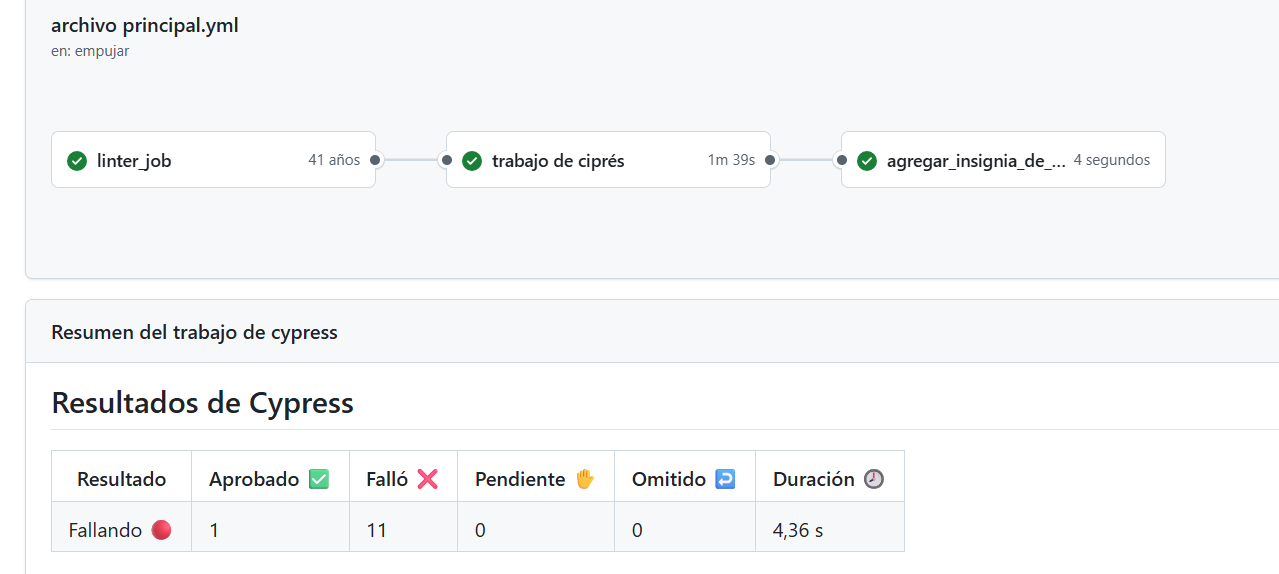 archivo principal.yml
en: empujar
linter_job 41 años
trabajo de ciprés 1m 39s
agregar_insignia_de_... 4 segundos
Resumen del trabajo de cypress
Resultados de Cypress
Resultado Aprobado ✅ Falló ❌ Pendiente ✋ Omitido ↩️ Duración 🕗
Fallando 🔴 1 11 0 0 4,36 s